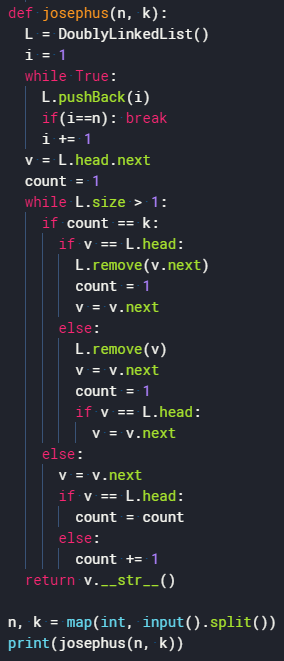 def josephus(n, k):
    L = DoublyLinkedList()
    i = 1
    while True:
        L.pushBack(i)
        if(i==n): break
        i += 1
    v = L.head.next
    count = 1
    while L.size > 1:
        if count == k:
            if v == L.head:
                L.remove(v.next)
                count = 1
                v = v.next
            else:
                L.remove(v)
                v = v.next
                count = 1
                if v == L.head:
                    v = v.next
        else:
            v = v.next
            if v == L.head:
                count = count
            else:
                count += 1
    return v.__str__()

n, k = map(int, input().split())
print(josephus(n, k))